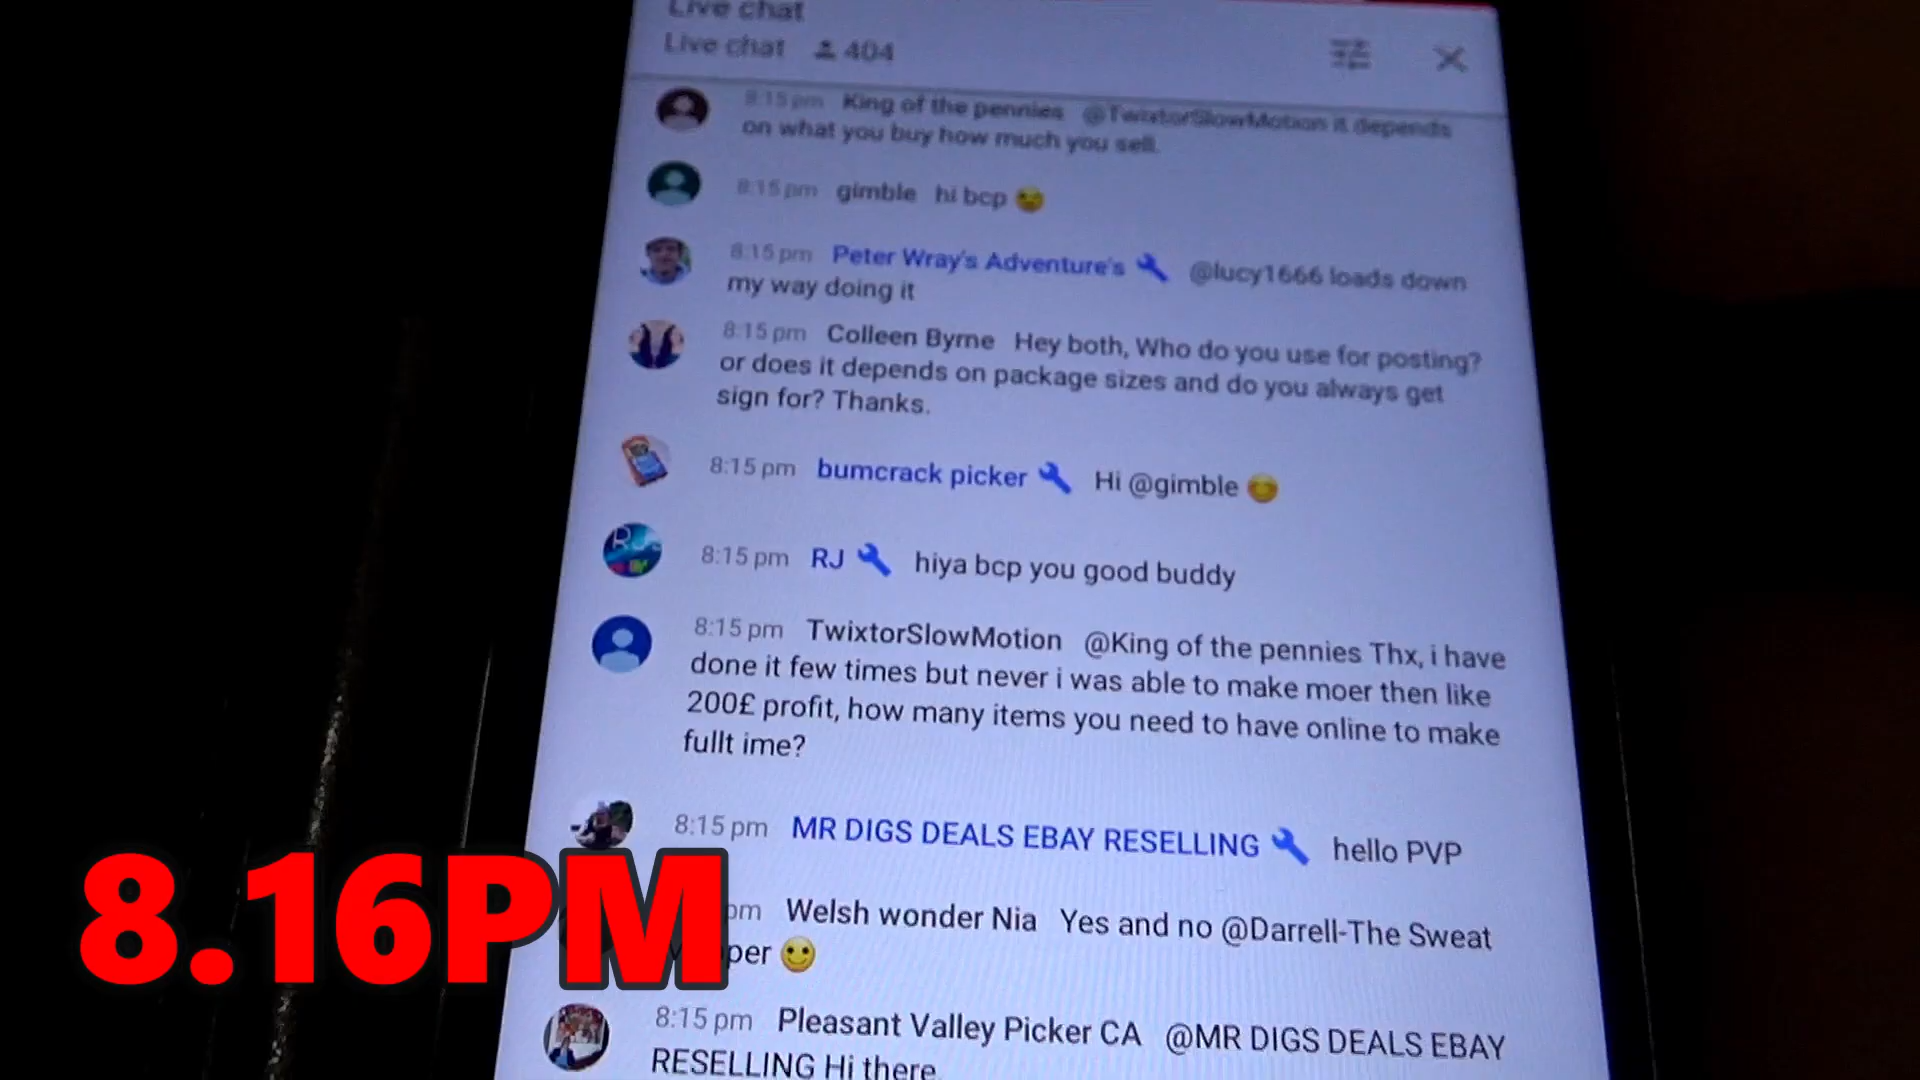 Live chat
Live chat 404
8:15 pm King of the pennies @TwixtorSlowMotion it depends
on what you buy how much you sell.
8:15 pm gimble hi bcp
8:15 pm Peter Wray's Adventure's @lucy1666 loads down
my way doing it
8:15 pm Colleen Byrne Hey both, Who do you use for posting?
or does it depends on package sizes and do you always get
sign for? Thanks.
8:15 pm bumcrack picker Hi @gimble
RJ
8:15 pm RJ hiya bcp you good buddy
8:15 pm TwixtorSlowMotion @King of the pennies Thx, i have
done it few times but never i was able to make moer then like
200£ profit, how many items you need to have online to make
fullt ime?
8:15 pm MR DIGS DEALS EBAY RESELLING hello PVP
pm Welsh wonder Nia Yes and no @Darrell-The Sweat
per
8:15 pm Pleasant Valley Picker CA @MR DIGS DEALS EBAY
RESELLING Hi there
8.16PM